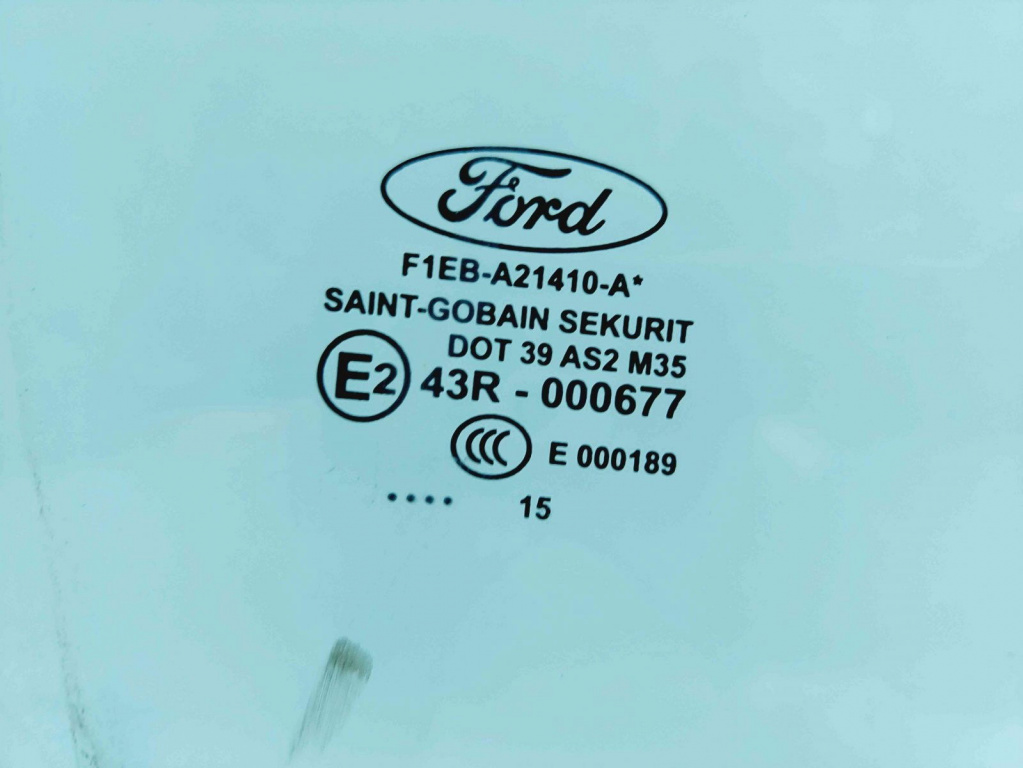 Ford
F1EB-A21410-A*
SAINT-GOBAIN SEKURIT
DOT 39 AS2 M35
E2 43R - 000677
CCC E 000189
.... 15